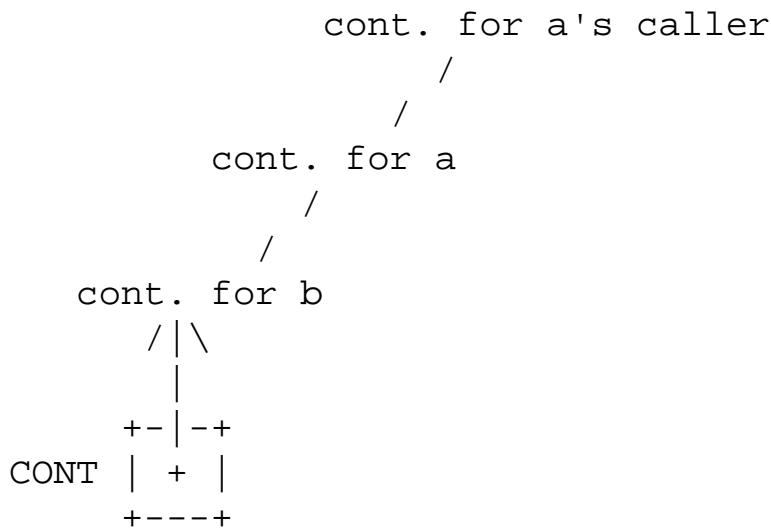 cont. for a's caller
/
/
cont. for a
/
/
cont. for b
/|\
|
+-|-+
CONT | + |
+---+